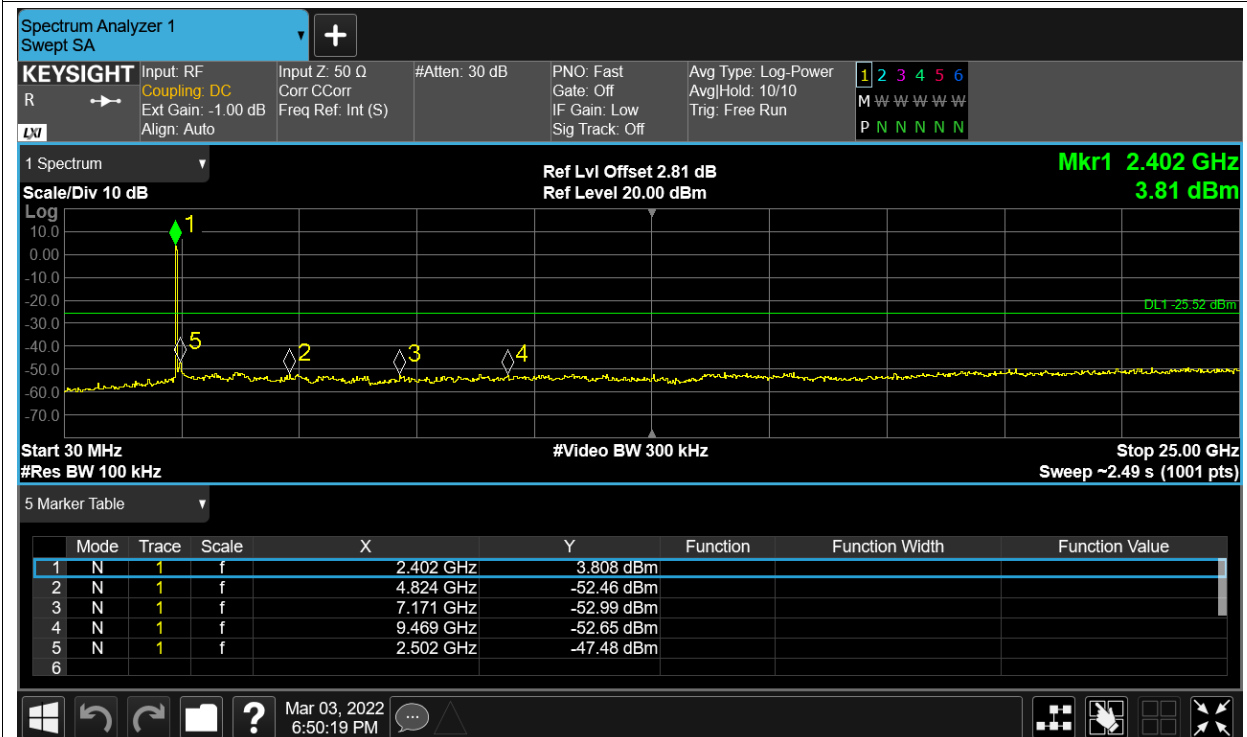 Spectrum Analyzer 1
Swept SA
+
KEYSIGHT
R
LXI
Input: RF
Coupling: DC
Ext Gain: -1.00 dB
Align: Auto
Input Z: 50 Ω
Corr CCorr
Freq Ref: Int (S)
#Atten: 30 dB
PNO: Fast
Gate: Off
IF Gain: Low
Sig Track: Off
Avg Type: Log-Power
Avg|Hold: 10/10
Trig: Free Run
1 2 3 4 5 6
M W W W W W
P N N N N N
1 Spectrum
Scale/Div 10 dB
Ref Lvl Offset 2.81 dB
Ref Level 20.00 dBm
Mkr1 2.402 GHz
3.81 dBm
Log
10.0
0.00
-10.0
-20.0
-30.0
-40.0
-50.0
-60.0
-70.0
1
5
2
3
4
DL1 -25.52 dBm
Start 30 MHz
#Video BW 300 kHz
Stop 25.00 GHz
#Res BW 100 kHz
Sweep ~2.49 s (1001 pts)
5 Marker Table
Mode Trace Scale X Y Function Function Width Function Value
1 N 1 f 2.402 GHz 3.808 dBm
2 N 1 f 4.824 GHz -52.46 dBm
3 N 1 f 7.171 GHz -52.99 dBm
4 N 1 f 9.469 GHz -52.65 dBm
5 N 1 f 2.502 GHz -47.48 dBm
6
?
Mar 03, 2022
6:50:19 PM